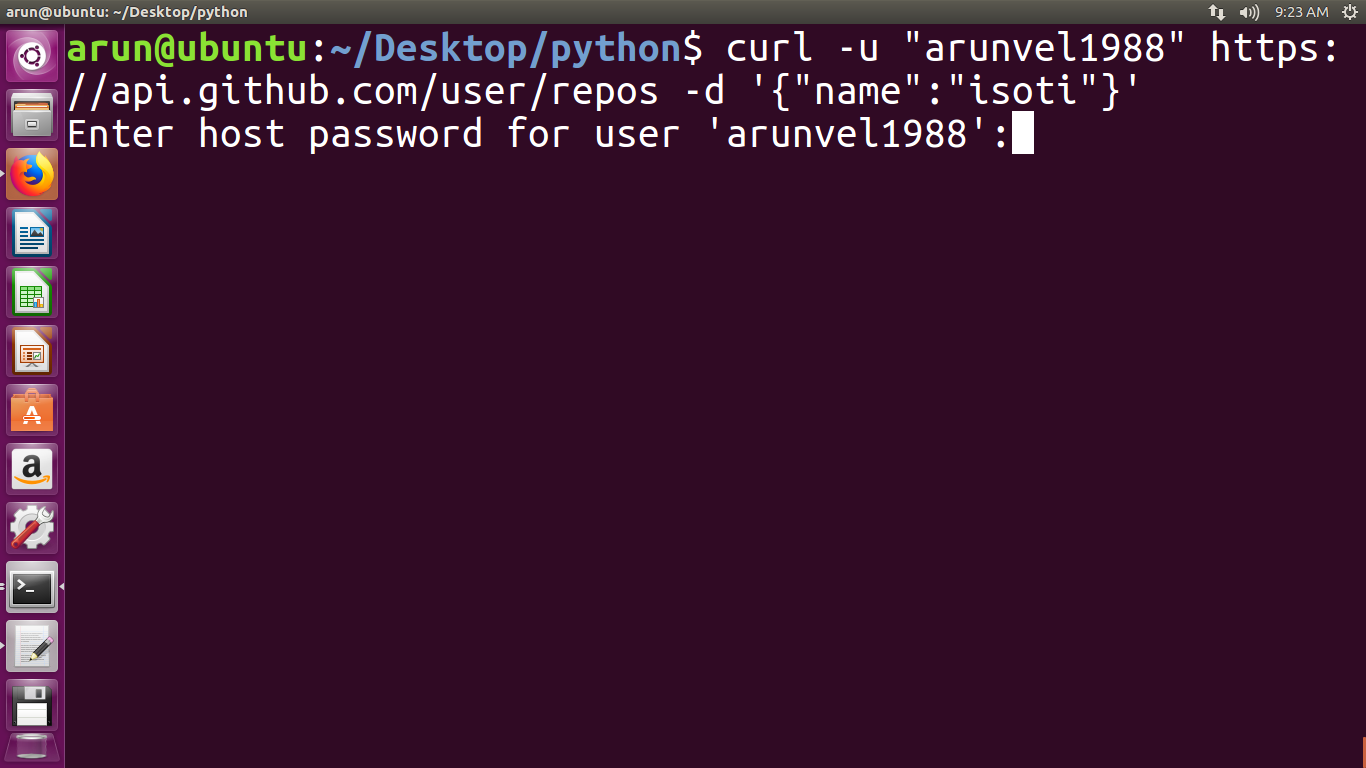 arun@ubuntu: ~/Desktop/python
9:23 AM
arun@ubuntu:~/Desktop/python$ curl -u "arunvel1988" https:
//api.github.com/user/repos -d '{"name":"isoti"}'
Enter host password for user 'arunvel1988':
A
a
>_